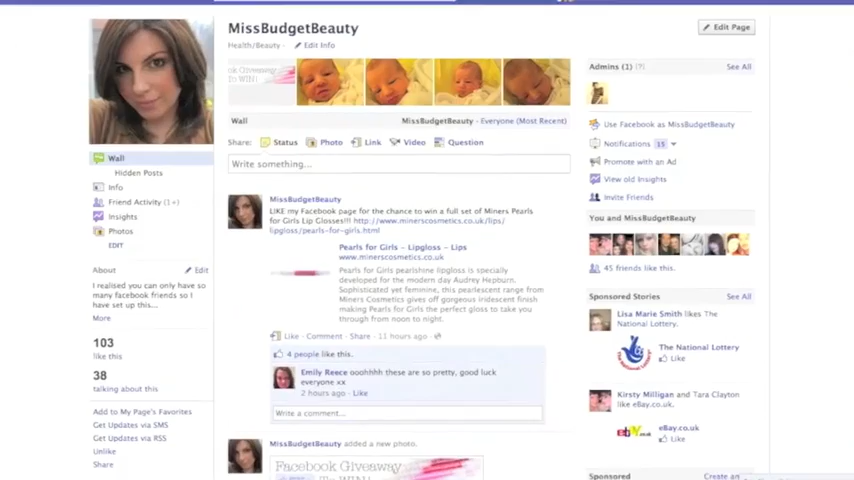 MissBudgetBeauty
Edit Page
Health/Beauty · Edit Info
ok Giveaway
WIN!
Admins (1)
See All
Wall
MissBudgetBeauty · Everyone (Most Recent)
Share: Status Photo Link Video Question
Write something...
Use Facebook as MissBudgetBeauty
Notifications 15
Promote with an Ad
View old Insights
Invite Friends
Wall
Hidden Posts
Info
Friend Activity (1+)
Insights
Photos
EDIT
MissBudgetBeauty
LIKE my Facebook page for the chance to win a full set of Miners Pearls
for Girls Lip Glosses!!! http://www.minerscosmetics.co.uk/lips/
lipgloss/pearls-for-girls.html
Pearls for Girls - Lipgloss - Lips
www.minerscosmetics.co.uk
Pearls for Girls pearlshine lipgloss is specially
developed for the modern day Audrey Hepburn.
Sophisticated yet feminine, this pearlescent range from
Miners Cosmetics gives off gorgeous iridescent finish
making Pearls for Girls the perfect gloss to take you
through from noon to night.
Like · Comment · Share · 11 hours ago
4 people like this.
Emily Reece ooohhhh these are so pretty, good luck
everyone xx
2 hours ago · Like
Write a comment...
MissBudgetBeauty added a new photo.
Facebook Giveaway
To WIN!
You and MissBudgetBeauty
45 friends like this.
Sponsored Stories
See All
Lisa Marie Smith likes The
National Lottery.
The National Lottery
Like
Kirsty Milligan and Tara Clayton
like eBay.co.uk.
ebay.co.uk
eBay.co.uk
Like
Sponsored
Create an
About
Edit
I realised you can only have so
many facebook friends so I
have set up this...
More
103
like this
38
talking about this
Add to My Page's Favorites
Get Updates via SMS
Get Updates via RSS
Unlike
Share